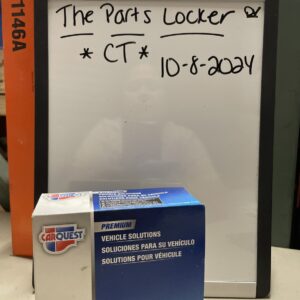 The Parts Locker
* CT *
10-8-2024
1146A
CARQUEST
PREMIUM
VEHICLE SOLUTIONS
SOLUCIONES PARA SU VEHÍCULO
SOLUTIONS POUR VÉHICULE